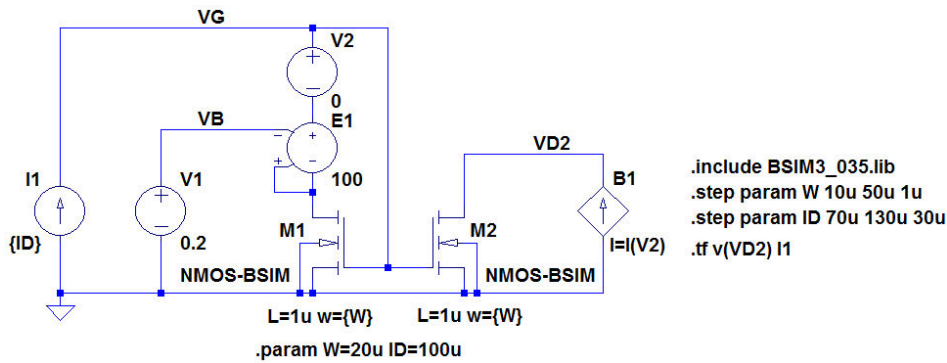 VG
V2
0
E1
VB
VD2
100
I1
{ID}
V1
0.2
M1
M2
B1
I=I(V2)
NMOS-BSIM
NMOS-BSIM
L=1u w={W}
L=1u w={W}
.param W=20u ID=100u
.include BSIM3_035.lib
.step param W 10u 50u 1u
.step param ID 70u 130u 30u
.tf v(VD2) I1